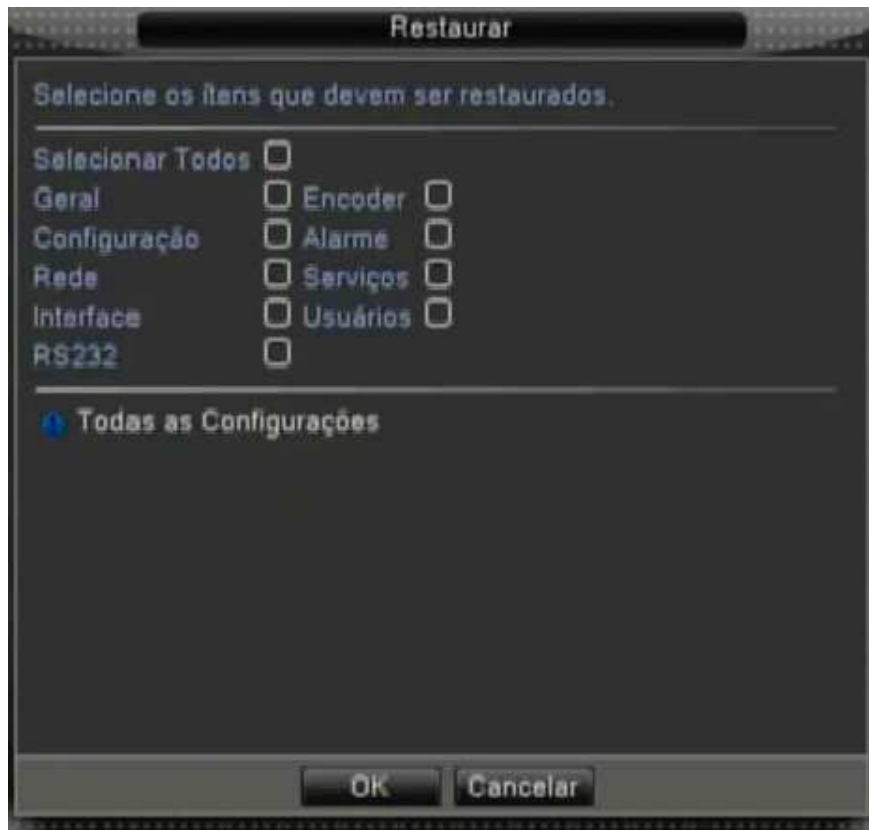 Restaurar
Selecione os ítens que devem ser restaurados.
Selecionar Todos
Geral Encoder
Configuração Alarme
Rede Serviços
Interface Usuários
RS232
Todas as Configurações
OK Cancelar